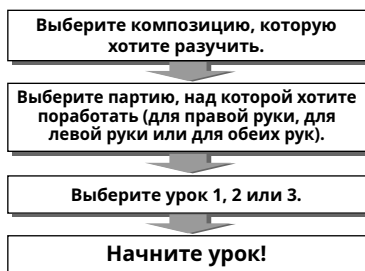 Выберите композицию, которую
хотите разучить.
Выберите партию, над которой хотите
поработать (для правой руки, для
левой руки или для обеих рук).
Выберите урок 1, 2 или 3.
Начните урок!